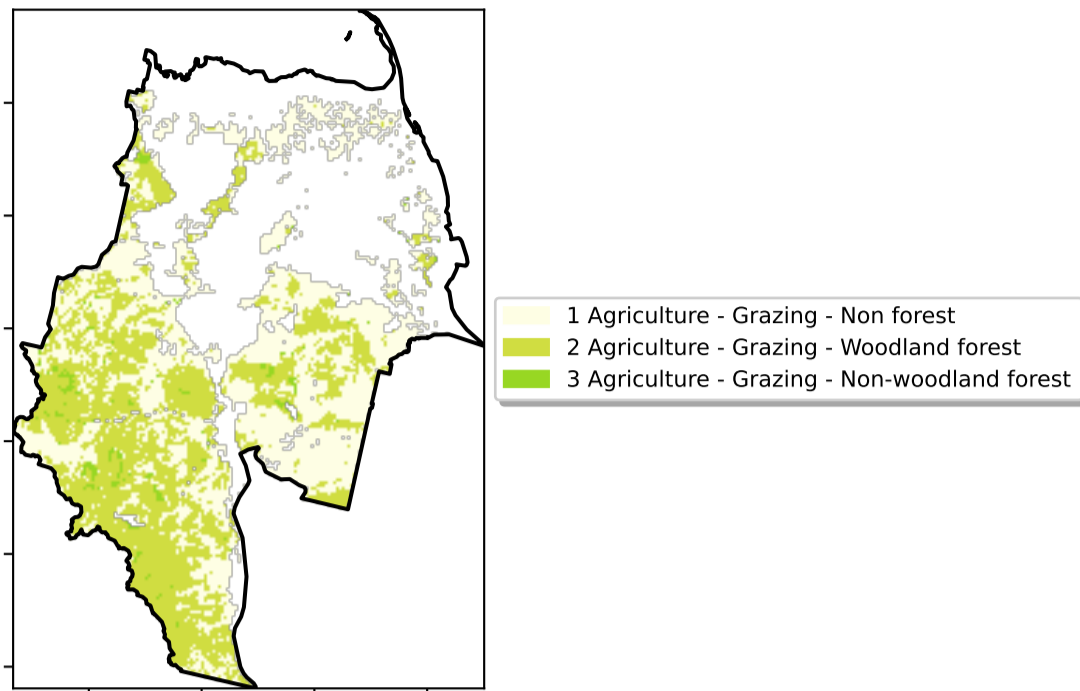 1 Agriculture - Grazing - Non forest
2 Agriculture - Grazing - Woodland forest
3 Agriculture - Grazing - Non-woodland forest